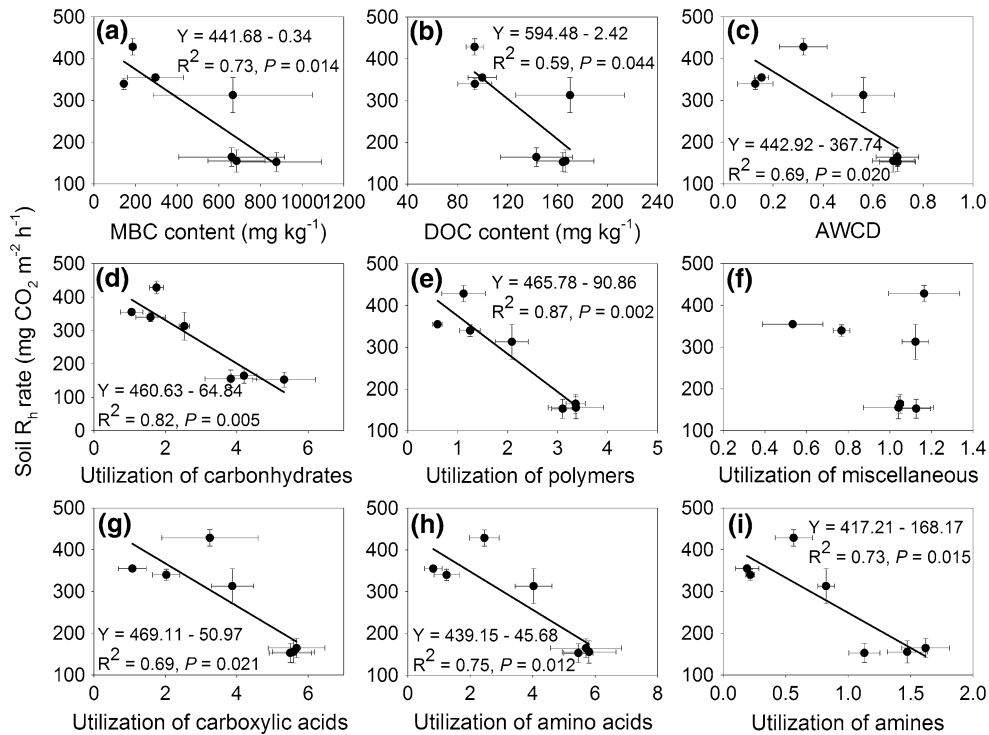 Soil Rh rate (mg CO2 m-2 h-1)
(a)
Y = 441.68 - 0.34
R2 = 0.73, P = 0.014
500
400
300
200
100
0 200 400 600 800 1000 1200
MBC content (mg kg-1)
(b)
Y = 594.48 - 2.42
R2 = 0.59, P = 0.044
500
400
300
200
100
40 80 120 160 200 240
DOC content (mg kg-1)
(c)
Y = 442.92 - 367.74
R2 = 0.69, P = 0.020
500
400
300
200
100
0.0 0.2 0.4 0.6 0.8 1.0
AWCD
(d)
Y = 460.63 - 64.84
R2 = 0.82, P = 0.005
500
400
300
200
100
0
0 2 4 6
Utilization of carbonhydrates
(e)
Y = 465.78 - 90.86
R2 = 0.87, P = 0.002
500
400
300
200
100
0 1 2 3 4 5
Utilization of polymers
(f)
500
400
300
200
100
0.2 0.4 0.6 0.8 1.0 1.2 1.4
Utilization of miscellaneous
(g)
Y = 469.11 - 50.97
R2 = 0.69, P = 0.021
500
400
300
200
100
0 2 4 6
Utilization of carboxylic acids
(h)
Y = 439.15 - 45.68
R2 = 0.75, P = 0.012
500
400
300
200
100
0 2 4 6 8
Utilization of amino acids
(i)
Y = 417.21 - 168.17
R2 = 0.73, P = 0.015
500
400
300
200
100
0.0 0.5 1.0 1.5 2.0
Utilization of amines